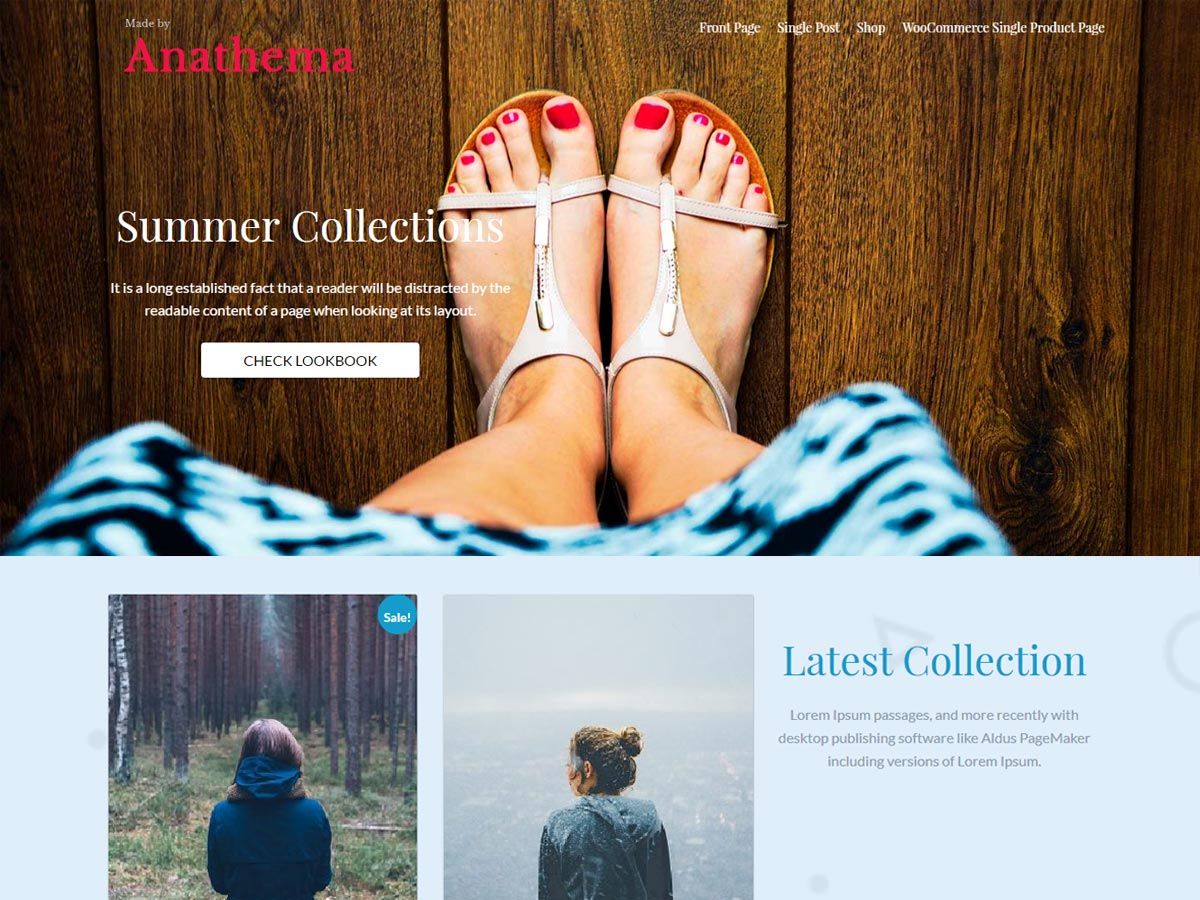 Made by
Anathema
Front Page Single Post Shop WooCommerce Single Product Page
Summer Collections
It is a long established fact that a reader will be distracted by the
readable content of a page when looking at its layout.
CHECK LOOKBOOK
Sale!
Latest Collection
Lorem Ipsum passages, and more recently with
desktop publishing software like Aldus PageMaker
including versions of Lorem Ipsum.